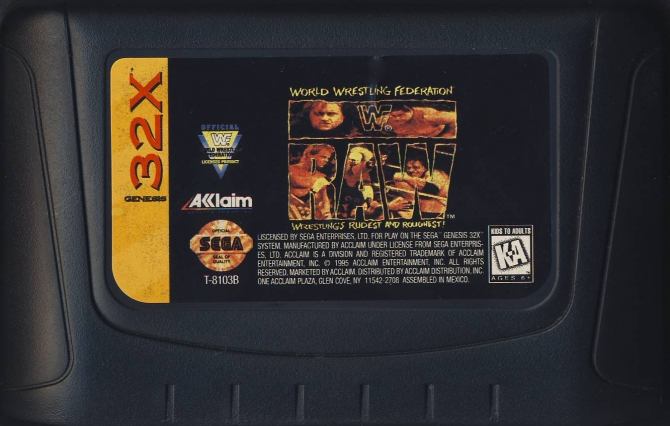 32X
GENESIS
OFFICIAL
WF
LICENSED PRODUCT
AKKlaim
OFFICIAL
SEGA
SEAL OF
QUALITY
T-8103B
WORLD WRESTLING FEDERATION
WF
RAW
WRESTLING'S RUDEST AND ROUGHEST!
LICENSED BY SEGA ENTERPRISES, LTD. FOR PLAY ON THE SEGA™ GENESIS 32X™
SYSTEM. MANUFACTURED BY ACCLAIM UNDER LICENSE FROM SEGA ENTERPRIS-
ES, LTD. ACCLAIM IS A DIVISION AND REGISTERED TRADEMARK OF ACCLAIM
ENTERTAINMENT, INC. © 1995 ACCLAIM ENTERTAINMENT, INC. ALL RIGHTS
RESERVED. MARKETED BY ACCLAIM. DISTRIBUTED BY ACCLAIM DISTRIBUTION, INC.
ONE ACCLAIM PLAZA, GLEN COVE, NY 11542-2708 ASSEMBLED IN MEXICO.
KIDS TO ADULTS
K-A
AGES 6+